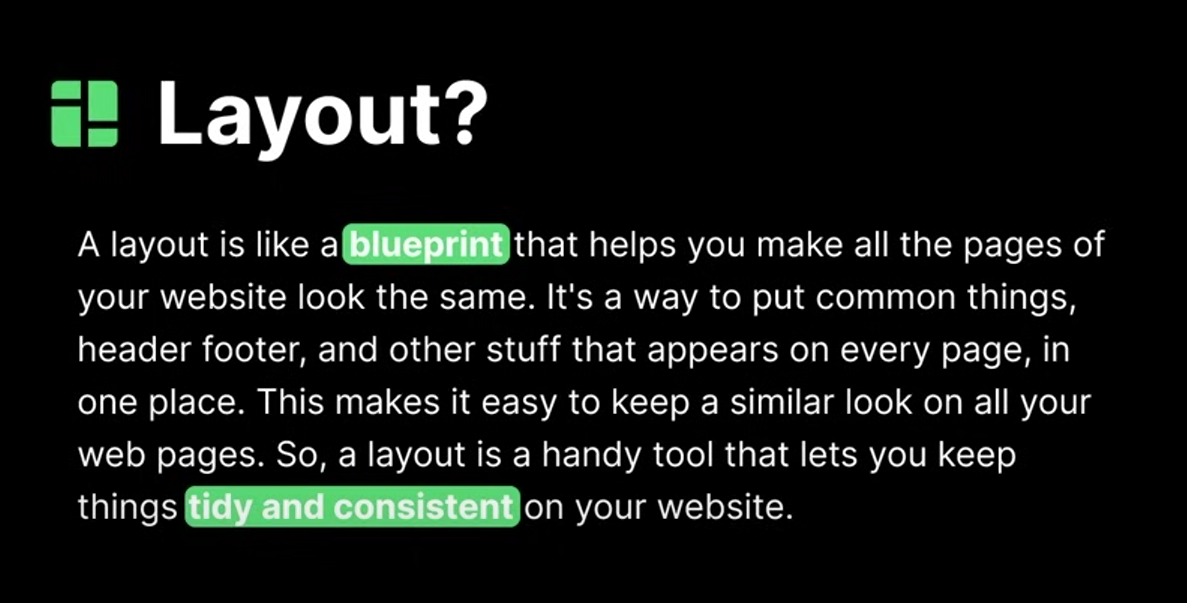 Layout?
A layout is like a blueprint that helps you make all the pages of
your website look the same. It's a way to put common things,
header footer, and other stuff that appears on every page, in
one place. This makes it easy to keep a similar look on all your
web pages. So, a layout is a handy tool that lets you keep
things tidy and consistent on your website.